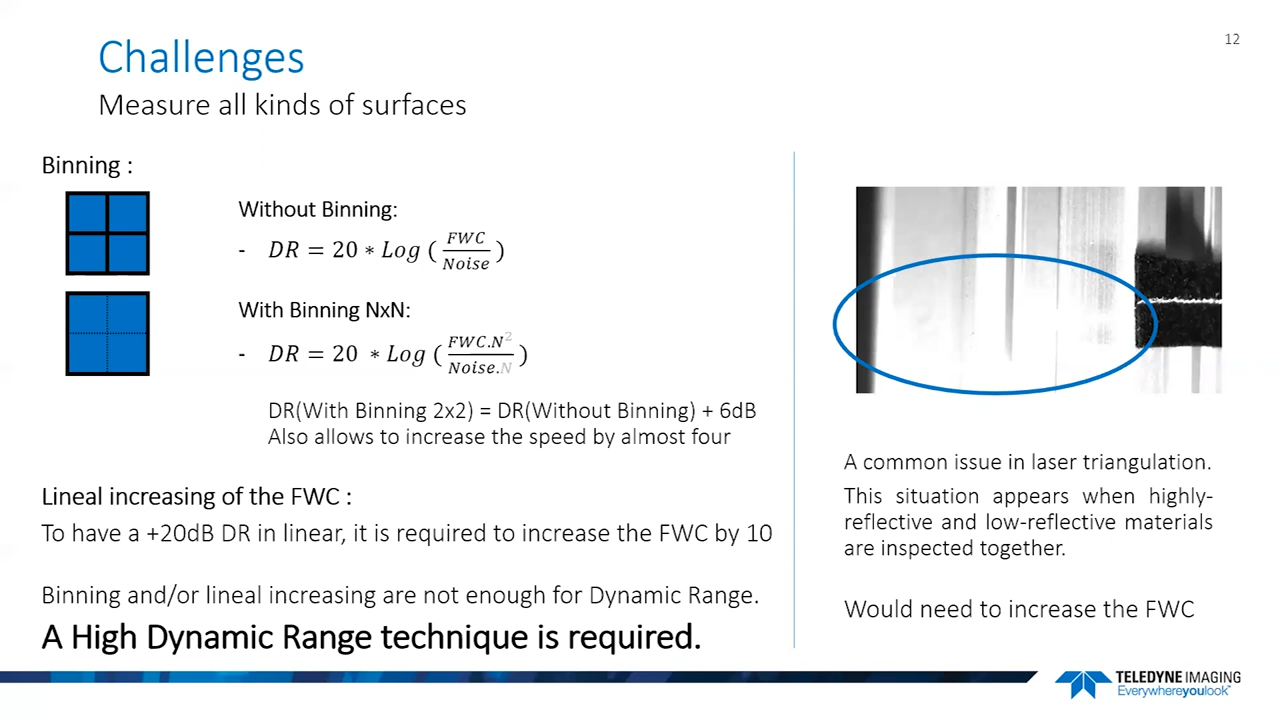 12
Challenges
Measure all kinds of surfaces
Binning :
Without Binning:
- DR = 20 * Log ( FWC / Noise )
With Binning NxN:
- DR = 20 * Log ( FWC.N² / Noise.N )
DR(With Binning 2x2) = DR(Without Binning) + 6dB
Also allows to increase the speed by almost four
Lineal increasing of the FWC :
To have a +20dB DR in linear, it is required to increase the FWC by 10
Binning and/or lineal increasing are not enough for Dynamic Range.
A High Dynamic Range technique is required.
A common issue in laser triangulation.
This situation appears when highly-
reflective and low-reflective materials
are inspected together.
Would need to increase the FWC
TELEDYNE IMAGING
Everywhereyoulook™